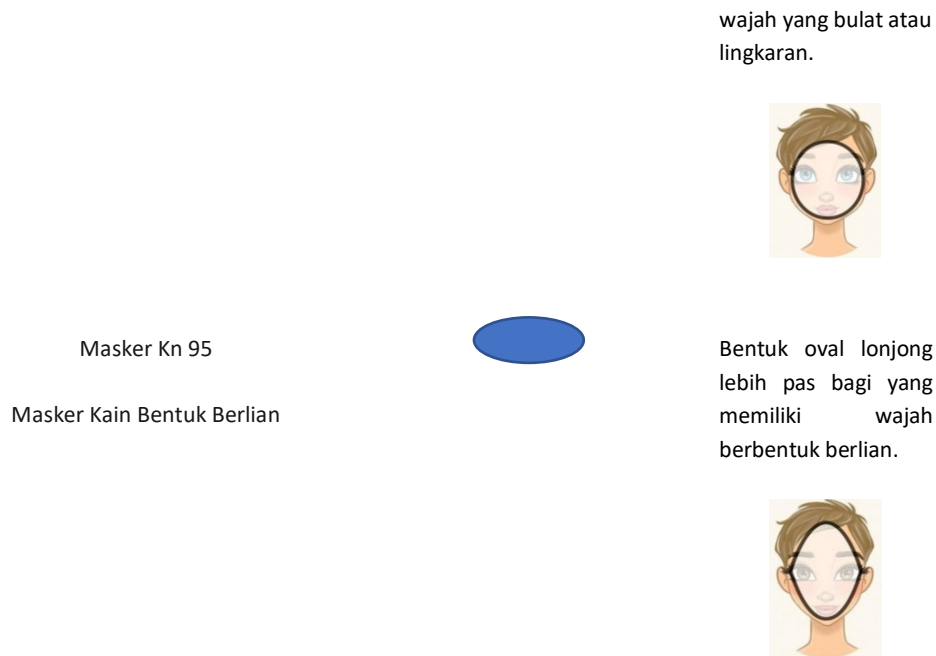 wajah yang bulat atau
lingkaran.
Masker Kn 95
Masker Kain Bentuk Berlian
Bentuk oval lonjong
lebih pas bagi yang
memiliki wajah
berbentuk berlian.